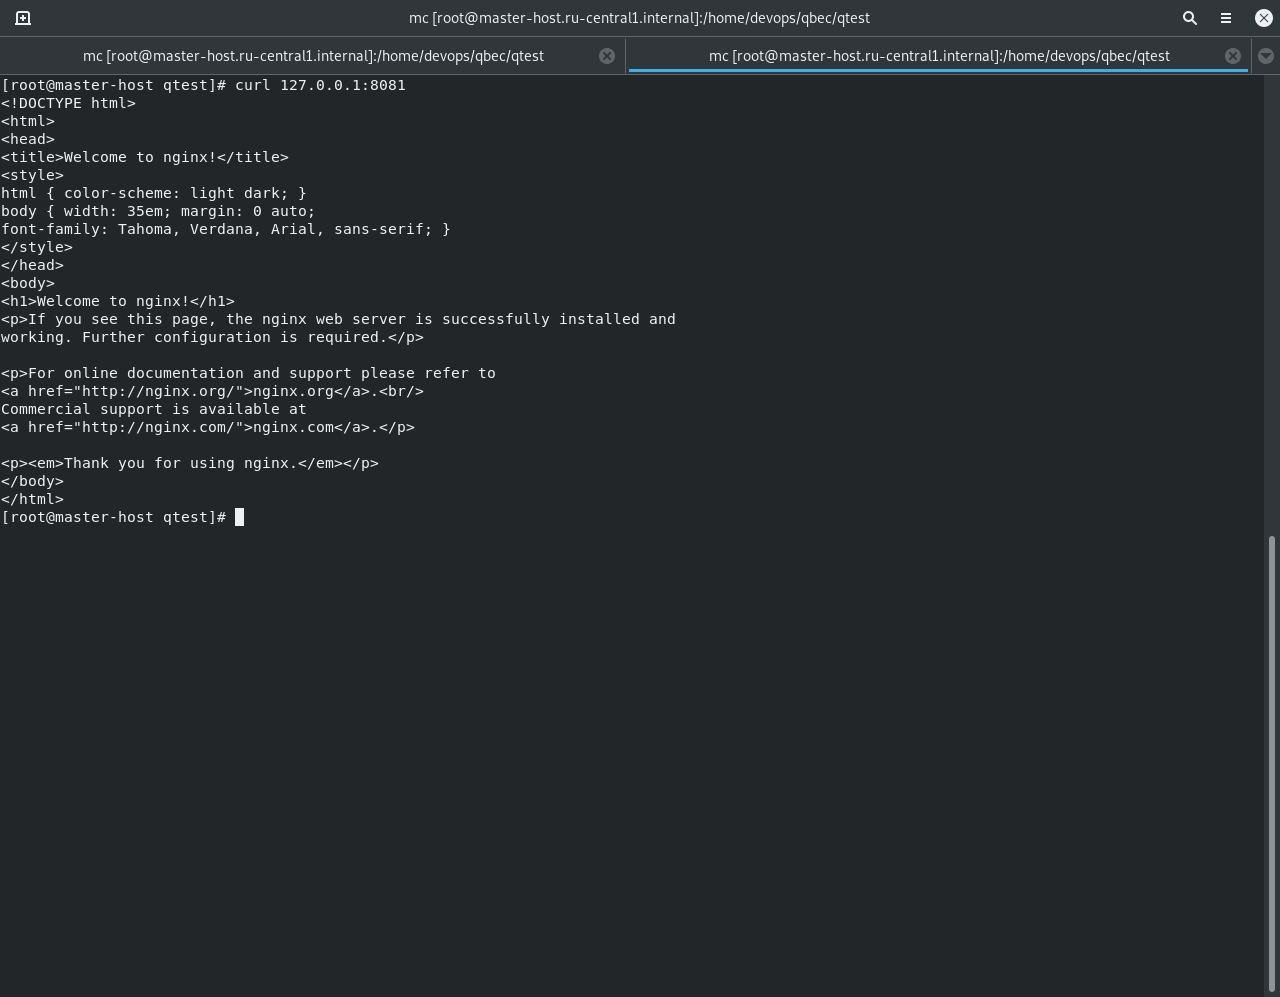 mc [root@master-host.ru-central1.internal]:/home/devops/qbec/qtest
mc [root@master-host.ru-central1.internal]:/home/devops/qbec/qtest
mc [root@master-host.ru-central1.internal]:/home/devops/qbec/qtest
[root@master-host qtest]# curl 127.0.0.1:8081
<!DOCTYPE html>
<html>
<head>
<title>Welcome to nginx!</title>
<style>
html { color-scheme: light dark; }
body { width: 35em; margin: 0 auto;
font-family: Tahoma, Verdana, Arial, sans-serif; }
</style>
</head>
<body>
<h1>Welcome to nginx!</h1>
<p>If you see this page, the nginx web server is successfully installed and
working. Further configuration is required.</p>

<p>For online documentation and support please refer to
<a href="http://nginx.org/">nginx.org</a>.<br/>
Commercial support is available at
<a href="http://nginx.com/">nginx.com</a>.</p>

<p><em>Thank you for using nginx.</em></p>
</body>
</html>
[root@master-host qtest]#